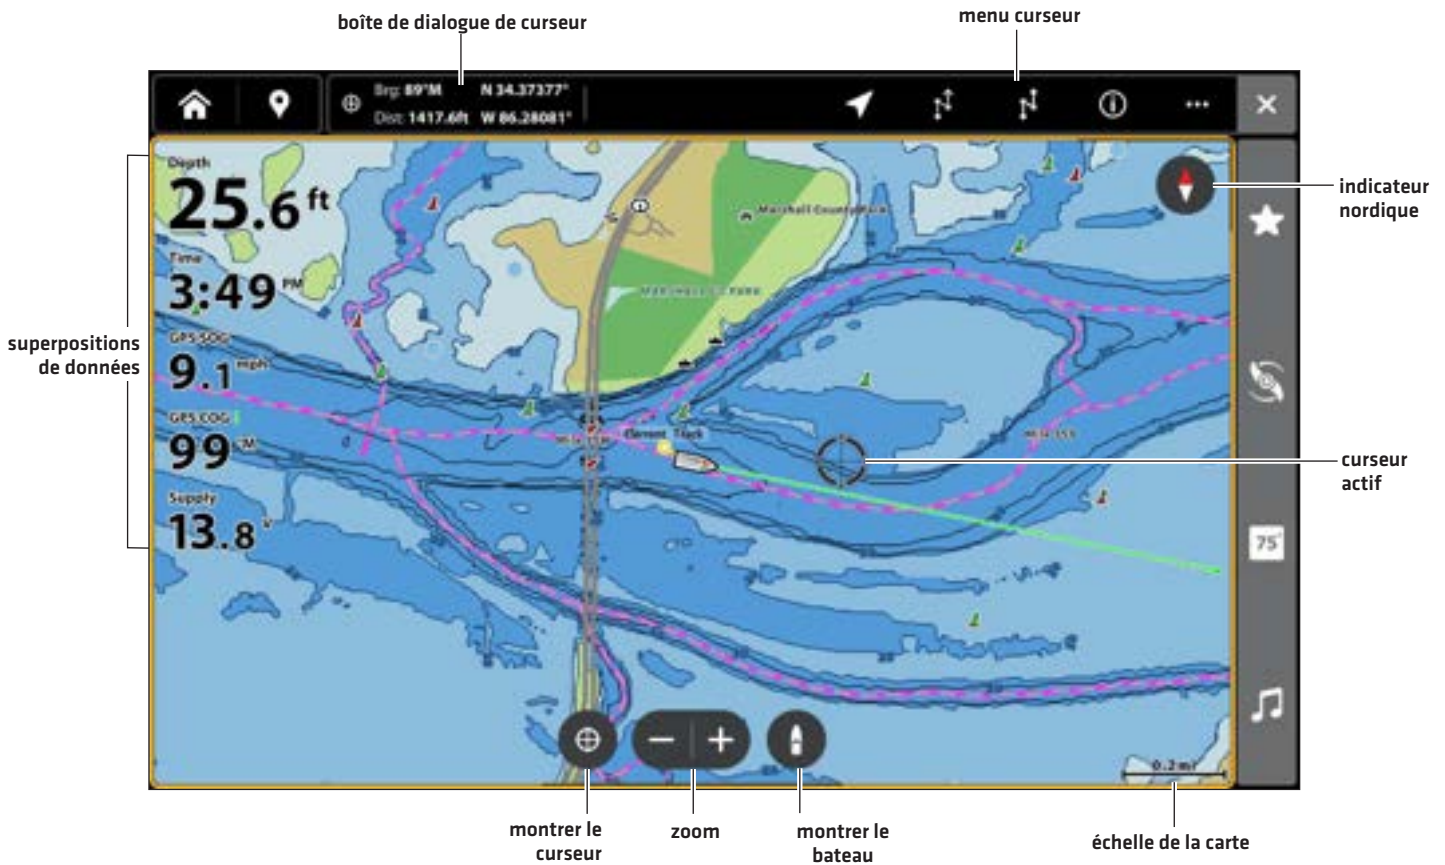 boîte de dialogue de curseur
menu curseur
Brg: 89°M N 34.37377°
Dist: 1417.6ft W 86.28081°
Depth
25.6 ft
Time
3:49 PM
GPS SOG
9.1 mph
GPS COG
99 °M
Supply
13.8 V
superpositions
de données
Marshall County Park
Element Track
indicateur
nordique
curseur
actif
75°
0.2mi
montrer le
curseur
zoom
montrer le
bateau
échelle de la carte